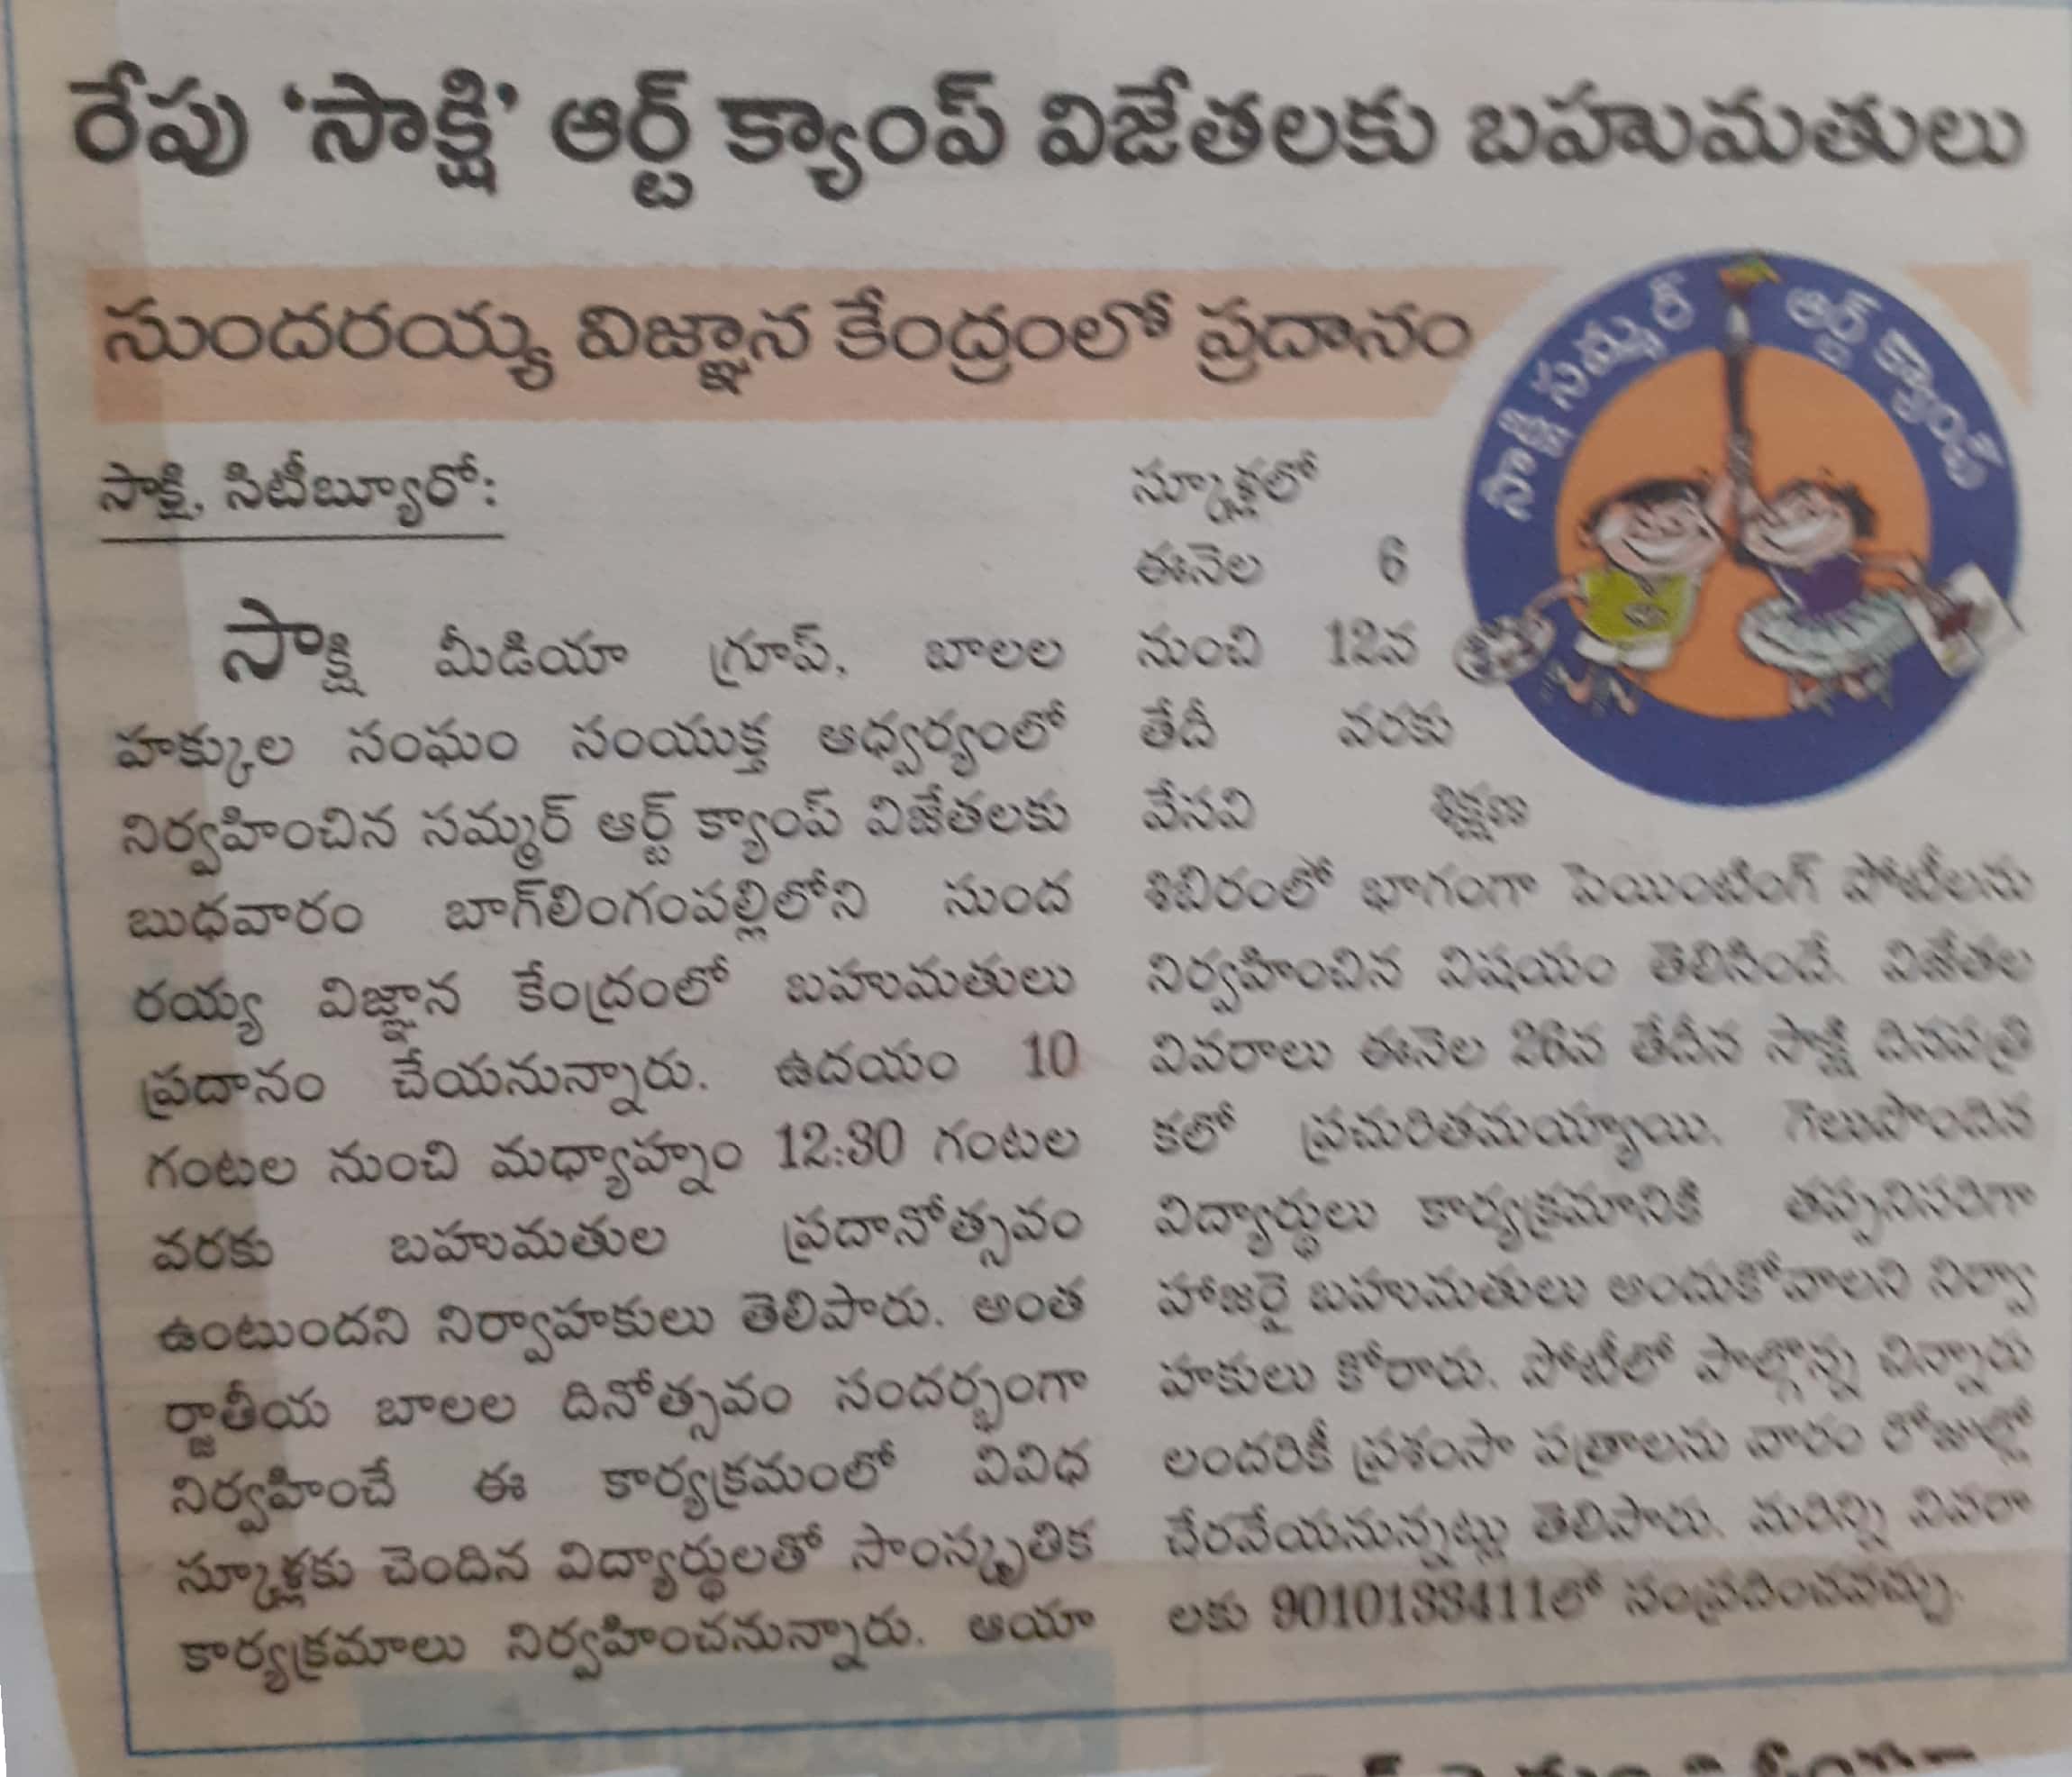 రేపు ‘సాక్షి’ ఆర్ట్ క్యాంప్ విజేతలకు బహుమతులు
సుందరయ్య విజ్ఞాన కేంద్రంలో ప్రదానం
సాక్షి సమ్మర్ ఆర్ట్ క్యాంప్
సాక్షి, సిటీబ్యూరో:
సాక్షి మీడియా గ్రూప్, బాలల
హక్కుల సంఘం సంయుక్త ఆధ్వర్యంలో
నిర్వహించిన సమ్మర్ ఆర్ట్ క్యాంప్ విజేతలకు
బుధవారం బాగ్‌లింగంపల్లిలోని సుంద
రయ్య విజ్ఞాన కేంద్రంలో బహుమతులు
ప్రదానం చేయనున్నారు. ఉదయం 10
గంటల నుంచి మధ్యాహ్నం 12:30 గంటల
వరకు బహుమతుల ప్రదానోత్సవం
ఉంటుందని నిర్వాహకులు తెలిపారు. అంత
ర్జాతీయ బాలల దినోత్సవం సందర్భంగా
నిర్వహించే ఈ కార్యక్రమంలో వివిధ
స్కూళ్లకు చెందిన విద్యార్థులతో సాంస్కృతిక
కార్యక్రమాలు నిర్వహించనున్నారు. ఆయా
స్కూళ్లలో
ఈనెల 6
నుంచి 12వ
తేదీ వరకు
వేసవి శిక్షణ
శిబిరంలో భాగంగా పెయింటింగ్ పోటీలను
నిర్వహించిన విషయం తెలిసిందే. విజేతల
వివరాలు ఈనెల 26వ తేదీన సాక్షి దినపత్రి
కలో ప్రచురితమయ్యాయి. గెలుపొందిన
విద్యార్థులు కార్యక్రమానికి తప్పనిసరిగా
హాజరై బహుమతులు అందుకోవాలని నిర్వా
హకులు కోరారు. పోటీలో పాల్గొన్న చిన్నారు
లందరికీ ప్రశంసా పత్రాలను వారం రోజుల్లో
చేరవేయనున్నట్లు తెలిపారు. మరిన్ని వివరా
లకు 9010133411లో సంప్రదించవచ్చు.